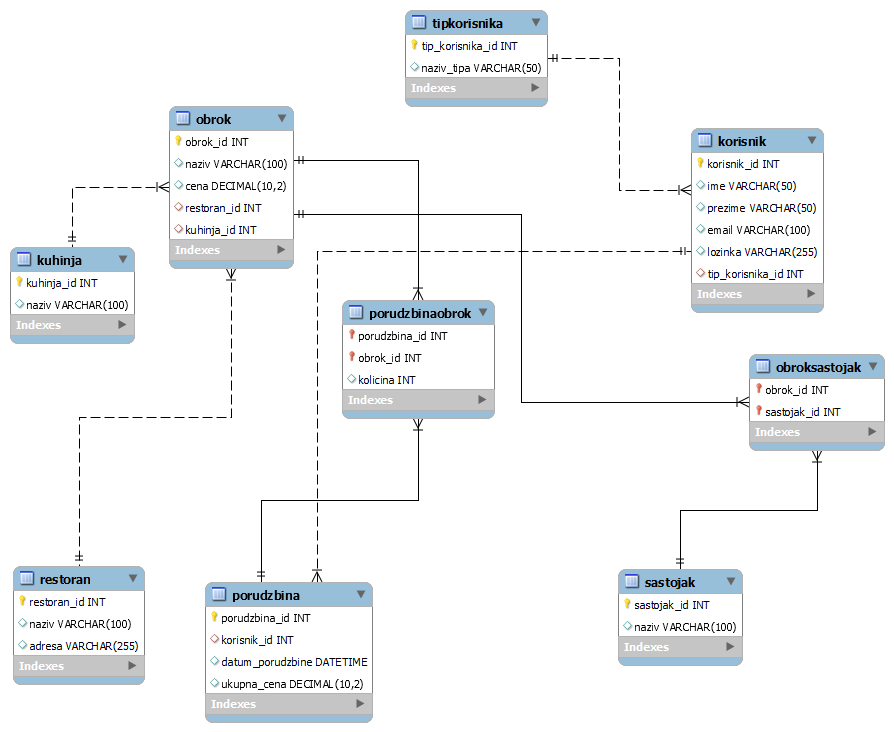 tipkorisnika
tip_korisnika_id INT
naziv_tipa VARCHAR(50)
Indexes
obrok
obrok_id INT
naziv VARCHAR(100)
cena DECIMAL(10,2)
restoran_id INT
kuhinja_id INT
Indexes
korisnik
korisnik_id INT
ime VARCHAR(50)
prezime VARCHAR(50)
email VARCHAR(100)
lozinka VARCHAR(255)
tip_korisnika_id INT
Indexes
kuhinja
kuhinja_id INT
naziv VARCHAR(100)
Indexes
porudzbinaobrok
porudzbina_id INT
obrok_id INT
kolicina INT
Indexes
obroksastojak
obrok_id INT
sastojak_id INT
Indexes
restoran
restoran_id INT
naziv VARCHAR(100)
adresa VARCHAR(255)
Indexes
porudzbina
porudzbina_id INT
korisnik_id INT
datum_porudzbine DATETIME
ukupna_cena DECIMAL(10,2)
Indexes
sastojak
sastojak_id INT
naziv VARCHAR(100)
Indexes